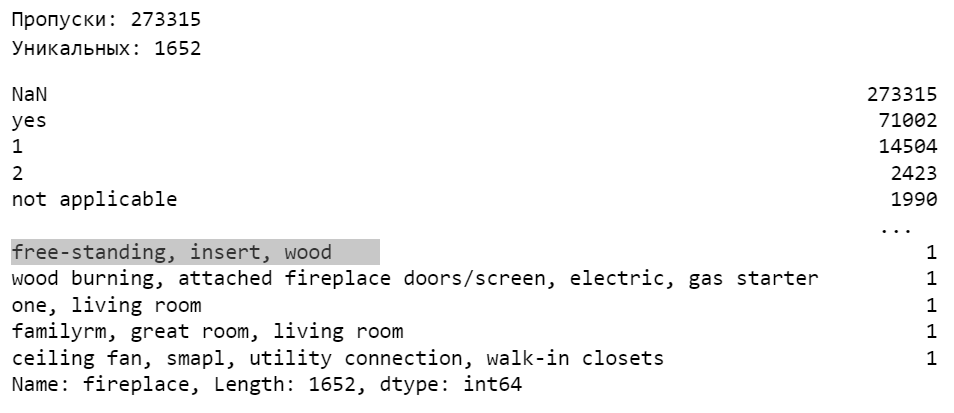 Пропуски: 273315
Уникальных: 1652
NaN 273315
yes 71002
1 14504
2 2423
not applicable 1990
...
free-standing, insert, wood 1
wood burning, attached fireplace doors/screen, electric, gas starter 1
one, living room 1
familyrm, great room, living room 1
ceiling fan, smapl, utility connection, walk-in closets 1
Name: fireplace, Length: 1652, dtype: int64